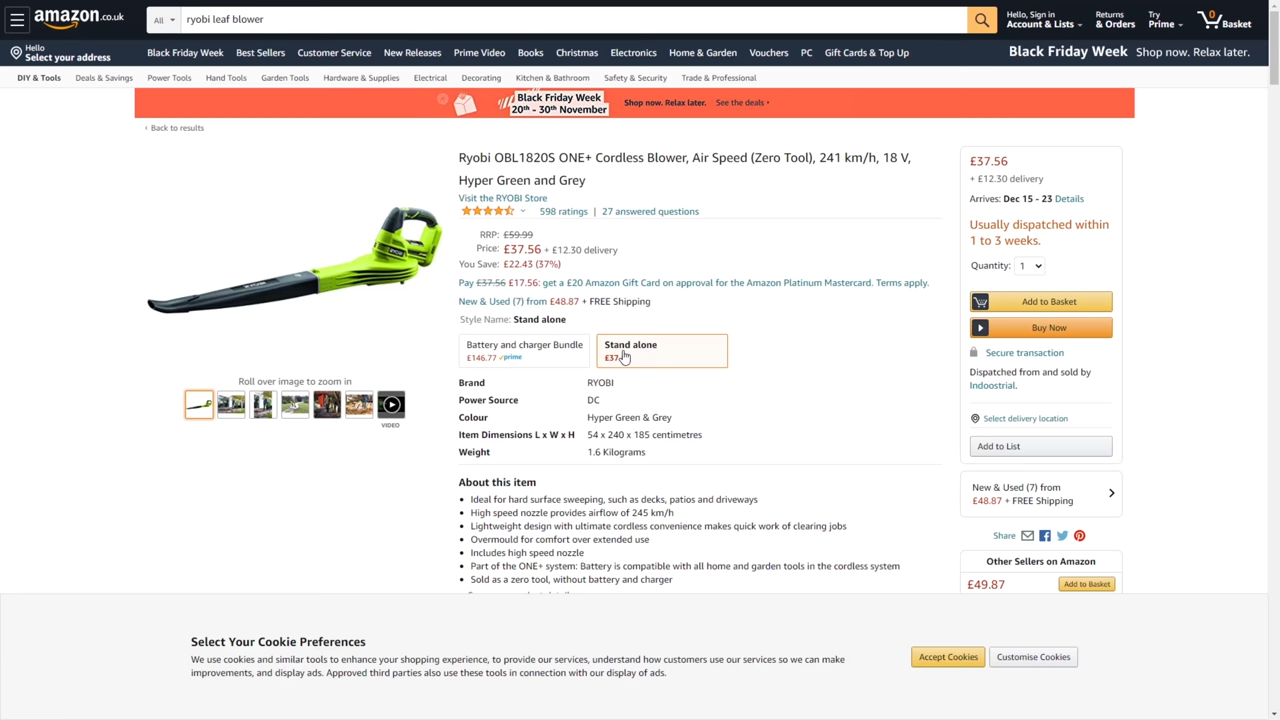 amazon.co.uk
All
ryobi leaf blower
Hello, Sign in
Account & Lists
Returns
& Orders
Try
Prime
0
Basket
Hello
Select your address
Black Friday Week
Best Sellers
Customer Service
New Releases
Prime Video
Books
Christmas
Electronics
Home & Garden
Vouchers
PC
Gift Cards & Top Up
Black Friday Week Shop now. Relax later.
DIY & Tools
Deals & Savings
Power Tools
Hand Tools
Garden Tools
Hardware & Supplies
Electrical
Decorating
Kitchen & Bathroom
Safety & Security
Trade & Professional
Black Friday Week
20th - 30th November
Shop now. Relax later.
See the deals
‹ Back to results
Ryobi OBL1820S ONE+ Cordless Blower, Air Speed (Zero Tool), 241 km/h, 18 V,
Hyper Green and Grey
Visit the RYOBI Store
598 ratings | 27 answered questions
RRP: £59.99
Price: £37.56 + £12.30 delivery
You Save: £22.43 (37%)
Pay £37.56 £17.56: get a £20 Amazon Gift Card on approval for the Amazon Platinum Mastercard. Terms apply.
New & Used (7) from £48.87 + FREE Shipping
Style Name: Stand alone
Battery and charger Bundle
£146.77 prime
Stand alone
Brand RYOBI
Power Source DC
Colour Hyper Green & Grey
Item Dimensions L x W x H 54 x 240 x 185 centimetres
Weight 1.6 Kilograms
About this item
• Ideal for hard surface sweeping, such as decks, patios and driveways
• High speed nozzle provides airflow of 245 km/h
• Lightweight design with ultimate cordless convenience makes quick work of clearing jobs
• Overmould for comfort over extended use
• Includes high speed nozzle
• Part of the ONE+ system: Battery is compatible with all home and garden tools in the cordless system
• Sold as a zero tool, without battery and charger
Roll over image to zoom in
VIDEO
£37.56
+ £12.30 delivery
Arrives: Dec 15 - 23 Details
Usually dispatched within
1 to 3 weeks.
Quantity: 1
Add to Basket
Buy Now
Secure transaction
Dispatched from and sold by
Indoostrial.
Select delivery location
Add to List
New & Used (7) from
£48.87 + FREE Shipping
Share
Other Sellers on Amazon
£49.87
Add to Basket
Select Your Cookie Preferences
We use cookies and similar tools to enhance your shopping experience, to provide our services, understand how customers use our services so we can make
improvements, and display ads. Approved third parties also use these tools in connection with our display of ads.
Accept Cookies
Customise Cookies